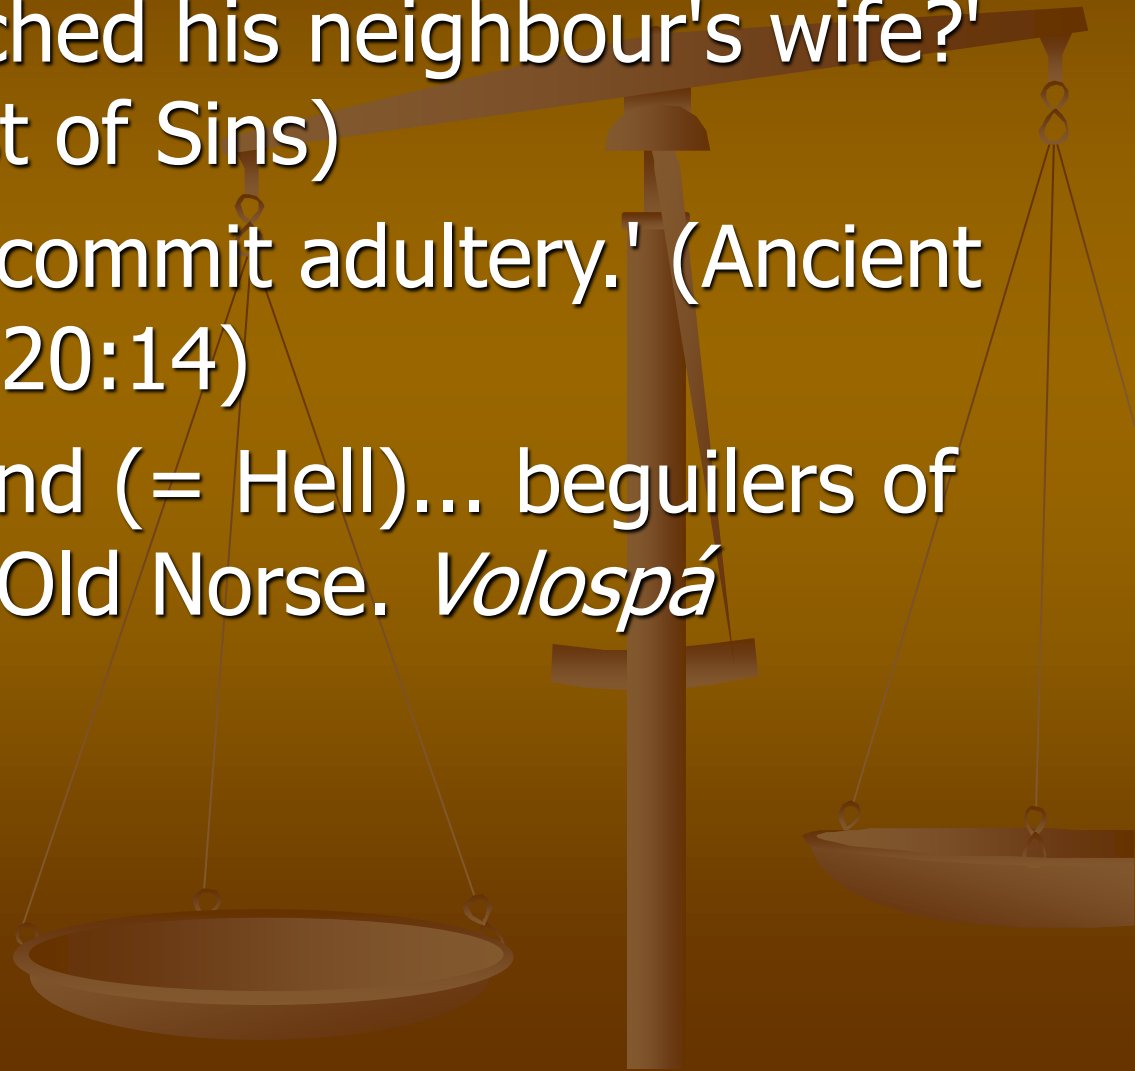 ched his neighbour's wife?'
t of Sins)
commit adultery.' (Ancient
20:14)
nd (= Hell)... beguilers of
Old Norse. Volospá